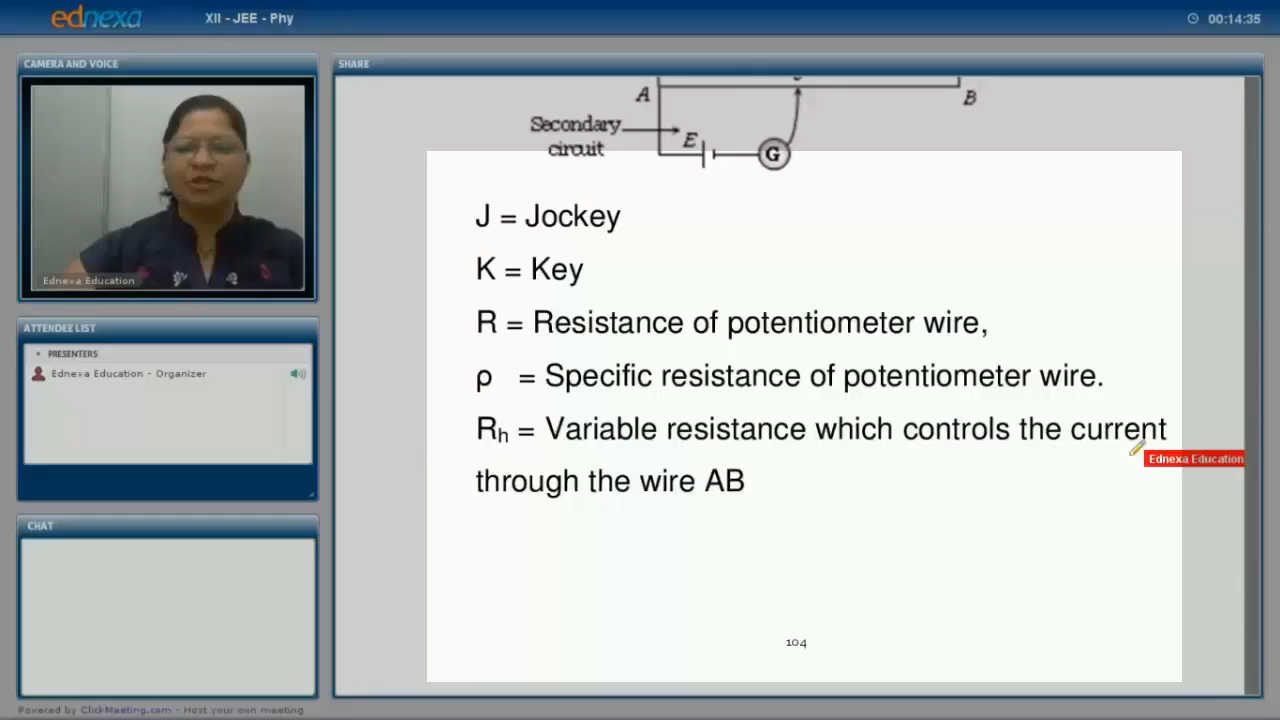 ednexa
XII - JEE - Phy
00:14:35
CAMERA AND VOICE
Ednexa Education
ATTENDEE LIST
PRESENTERS
Ednexa Education - Organizer
CHAT
Powered by ClickMeeting.com - Host your own meeting
SHARE
A
B
Secondary
circuit
E
G
J = Jockey
K = Key
R = Resistance of potentiometer wire,
ρ = Specific resistance of potentiometer wire.
Rh = Variable resistance which controls the current
through the wire AB
Ednexa Education
104